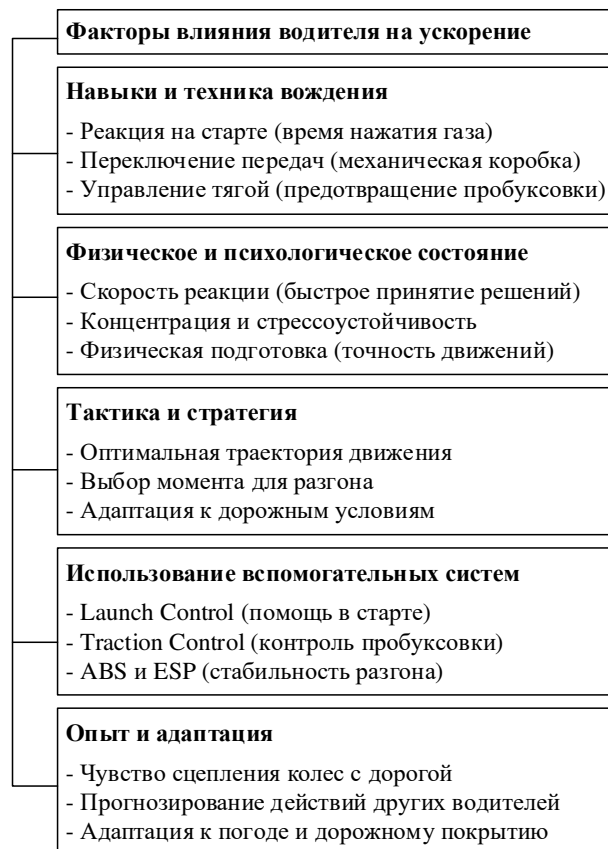 Факторы влияния водителя на ускорение
Навыки и техника вождения
- Реакция на старте (время нажатия газа)
- Переключение передач (механическая коробка)
- Управление тягой (предотвращение пробуксовки)
Физическое и психологическое состояние
- Скорость реакции (быстрое принятие решений)
- Концентрация и стрессоустойчивость
- Физическая подготовка (точность движений)
Тактика и стратегия
- Оптимальная траектория движения
- Выбор момента для разгона
- Адаптация к дорожным условиям
Использование вспомогательных систем
- Launch Control (помощь в старте)
- Traction Control (контроль пробуксовки)
- ABS и ESP (стабильность разгона)
Опыт и адаптация
- Чувство сцепления колес с дорогой
- Прогнозирование действий других водителей
- Адаптация к погоде и дорожному покрытию